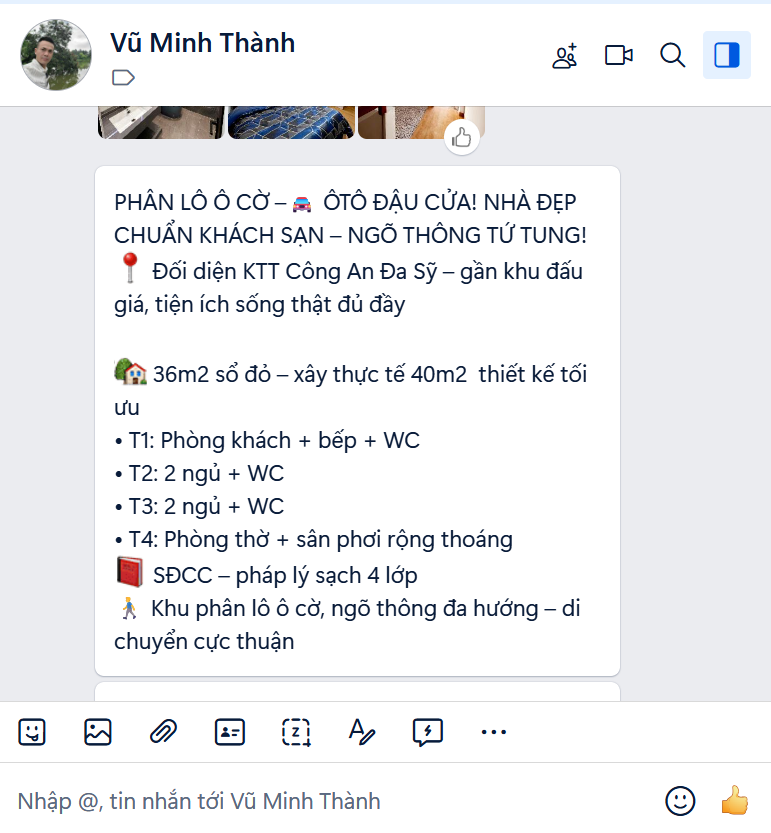 Vũ Minh Thành
PHÂN LÔ Ô CỜ – 🚘 ÔTÔ ĐẬU CỬA! NHÀ ĐẸP
CHUẨN KHÁCH SẠN – NGÕ THÔNG TỨ TUNG!
📍 Đối diện KTT Công An Đa Sỹ – gần khu đấu
giá, tiện ích sống thật đủ đầy
🏡 36m2 sổ đỏ – xây thực tế 40m2 thiết kế tối
ưu
• T1: Phòng khách + bếp + WC
• T2: 2 ngủ + WC
• T3: 2 ngủ + WC
• T4: Phòng thờ + sân phơi rộng thoáng
📕 SĐCC – pháp lý sạch 4 lớp
🚶 Khu phân lô ô cờ, ngõ thông đa hướng – di
chuyển cực thuận
Nhập @, tin nhắn tới Vũ Minh Thành